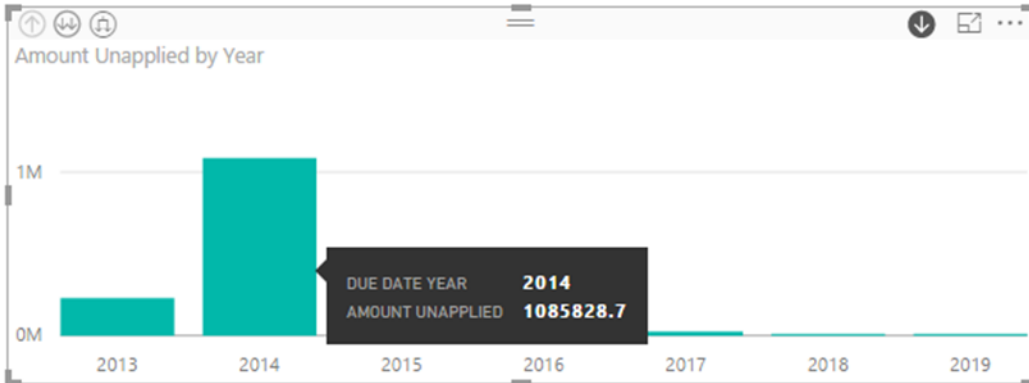 Amount Unapplied by Year
1M
DUE DATE YEAR 2014
AMOUNT UNAPPLIED 1085828.7
0M
2013 2014 2015 2016 2017 2018 2019